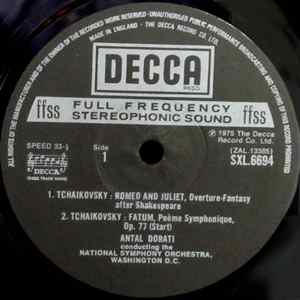 ALL RIGHTS OF THE MANUFACTURER AND OF THE OWNER OF THE RECORDED WORK RESERVED. UNAUTHORISED PUBLIC PERFORMANCE BROADCASTING AND COPYING OF THIS RECORD PROHIBITED
MADE IN ENGLAND. THE DECCA RECORD CO. LTD.
DECCA
ffss
FULL FREQUENCY
STEREOPHONIC SOUND
ffss
SPEED 33⅓
Side
1
℗ 1975 The Decca
Record Co. Ltd.
(ZAL.13385)
SXL.6694
DECCA
1. TCHAIKOVSKY: ROMEO AND JULIET, Overture-Fantasy
after Shakespeare
2. TCHAIKOVSKY: FATUM, Poème Symphonique,
Op. 77 (Start)
ANTAL DORATI
conducting the
NATIONAL SYMPHONY ORCHESTRA,
WASHINGTON D.C.